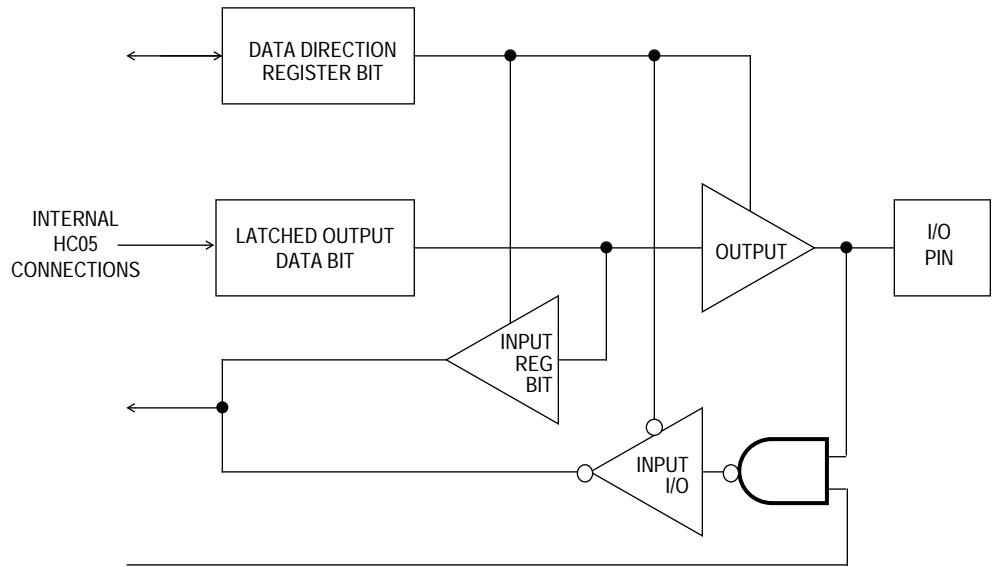 DATA DIRECTION
REGISTER BIT
INTERNAL
HC05
CONNECTIONS
LATCHED OUTPUT
DATA BIT
OUTPUT
I/O
PIN
INPUT
REG
BIT
INPUT
I/O